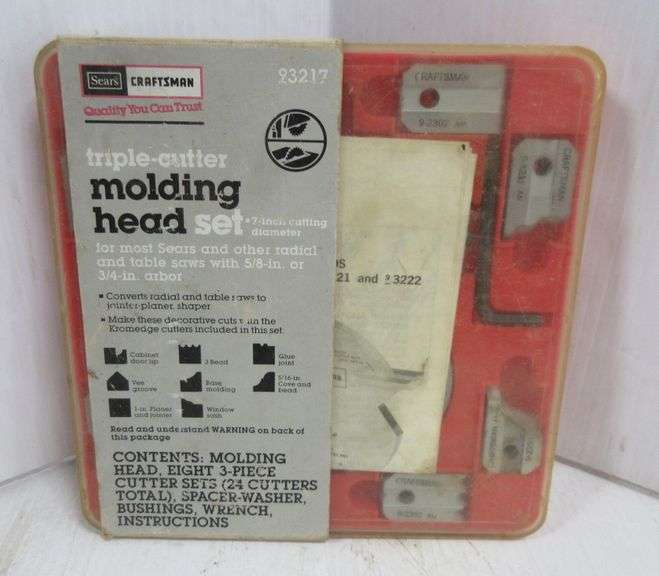 Sears CRAFTSMAN
93217
Quality You Can Trust
triple-cutter
molding
head set
• 7-inch cutting
diameter
for most Sears and other radial
and table saws with 5/8-in. or
3/4-in. arbor
Converts radial and table saws to
jointer-planer, shaper
Make these decorative cuts with the
Kromedge cutters included in this set:
Cabinet
door lip
3 Bead
Glue
joint
Vee
groove
Base
molding
5/16-in.
Cove and
bead
1-in. Planer
and jointer
Window
sash
Read and understand WARNING on back of
this package
CONTENTS: MOLDING
HEAD, EIGHT 3-PIECE
CUTTER SETS (24 CUTTERS
TOTAL), SPACER-WASHER,
BUSHINGS, WRENCH,
INSTRUCTIONS
CRAFTSMAN
9-2302 AM
CRAFTSMAN
21 and 9 3222
CRAFTSMAN